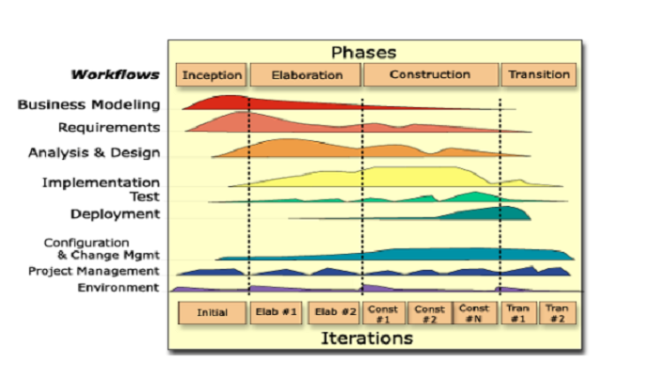 Phases
Workflows
Inception
Elaboration
Construction
Transition
Business Modeling
Requirements
Analysis & Design
Implementation
Test
Deployment
Configuration
& Change Mgmt
Project Management
Environment
Initial
Elab #1
Elab #2
Const
#1
Const
#2
Const
#N
Tran
#1
Tran
#2
Iterations